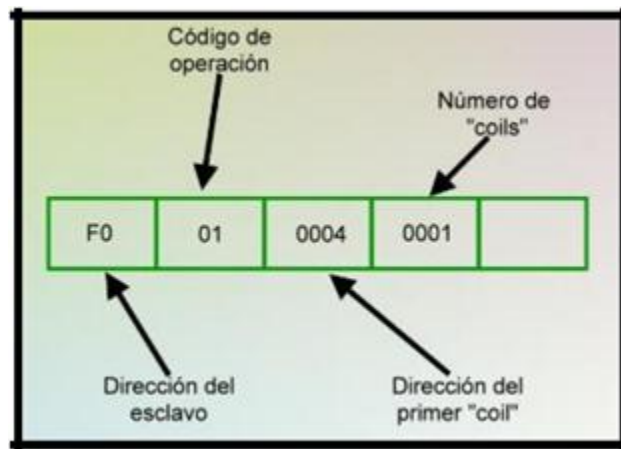 Código de
operación
Número de
"coils"
F0 01 0004 0001
Dirección del
esclavo
Dirección del
primer "coil"